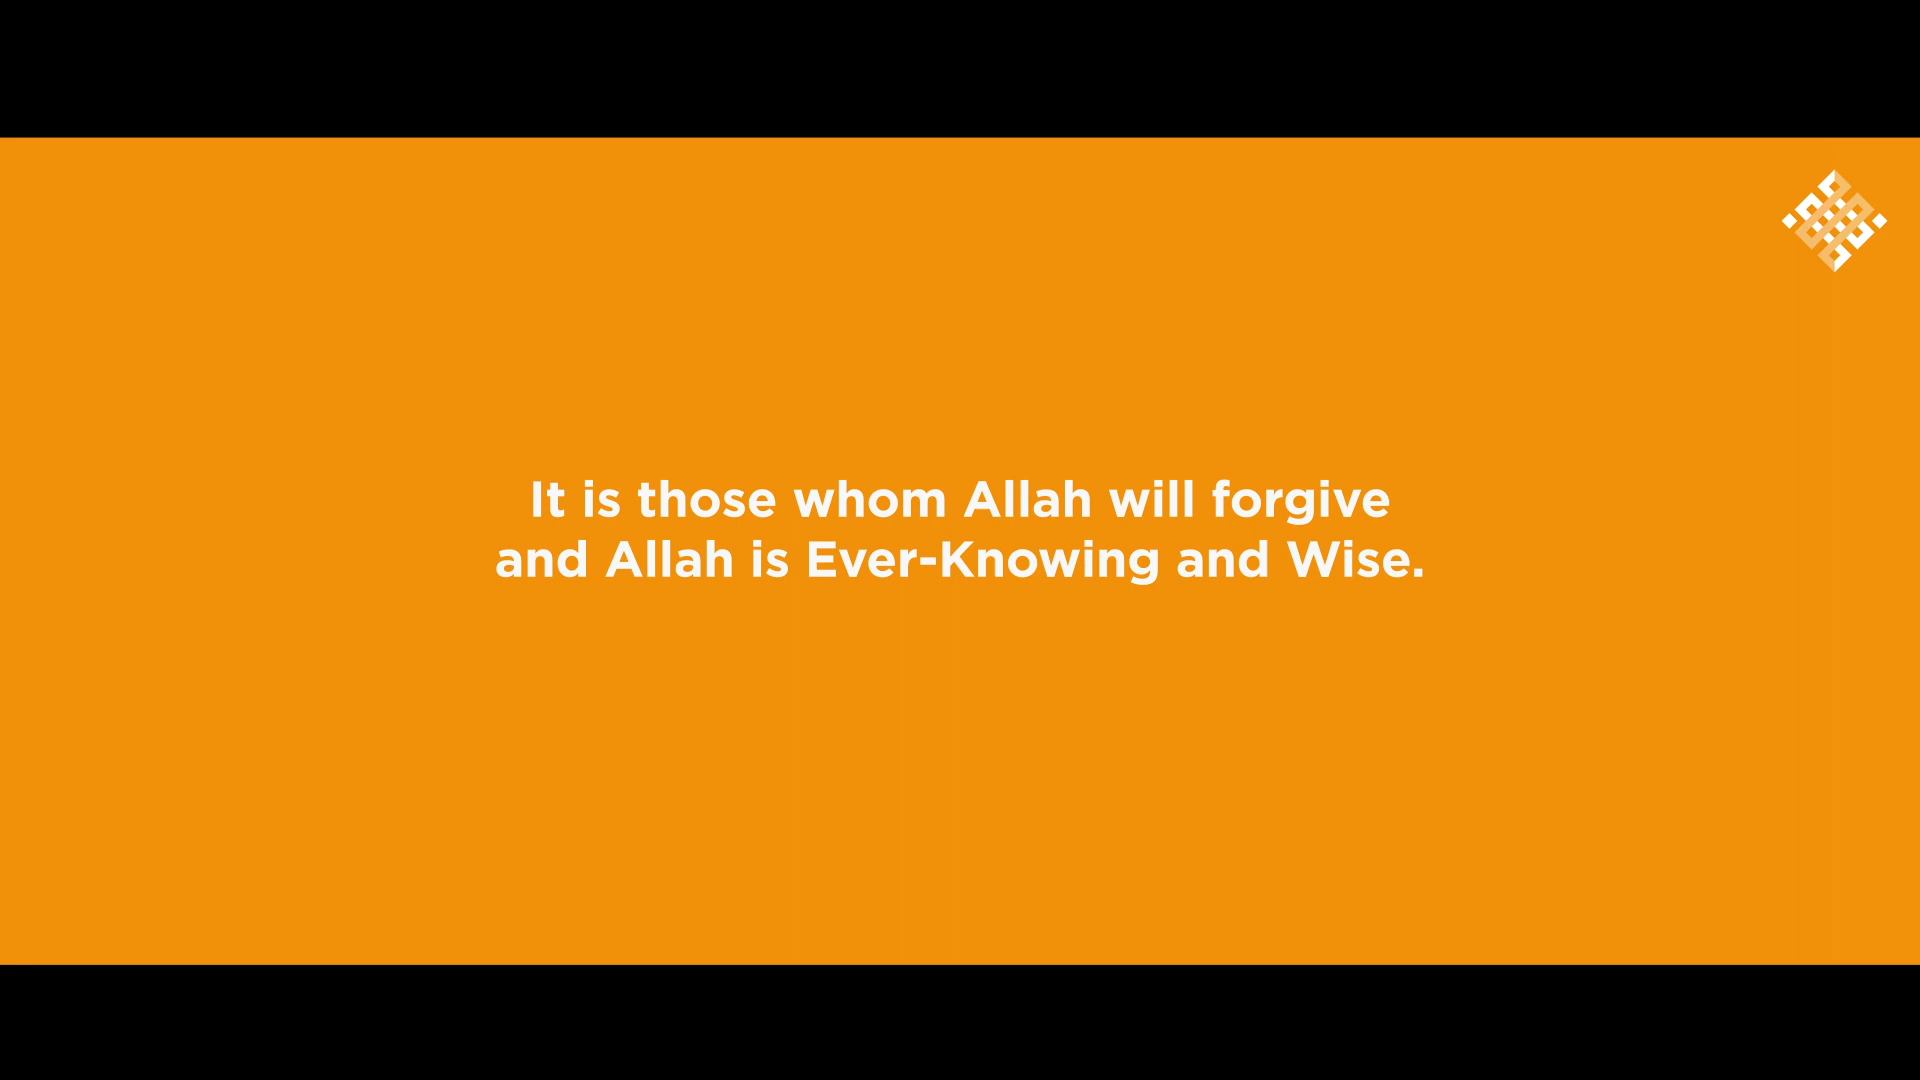 It is those whom Allah will forgive
and Allah is Ever-Knowing and Wise.